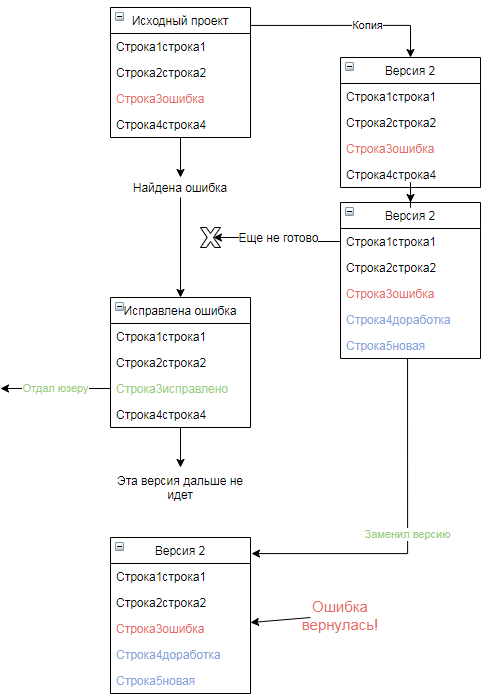 Исходный проект
Строка1строка1
Строка2строка2
Строка3ошибка
Строка4строка4
Копия
Версия 2
Строка1строка1
Строка2строка2
Строка3ошибка
Строка4строка4
Найдена ошибка
Версия 2
Строка1строка1
Строка2строка2
Строка3ошибка
Строка4доработка
Строка5новая
Еще не готово
Исправлена ошибка
Строка1строка1
Строка2строка2
Строка3исправлено
Строка4строка4
Отдал юзеру
Эта версия дальше не
идет
Заменил версию
Версия 2
Строка1строка1
Строка2строка2
Строка3ошибка
Строка4доработка
Строка5новая
Ошибка
вернулась!